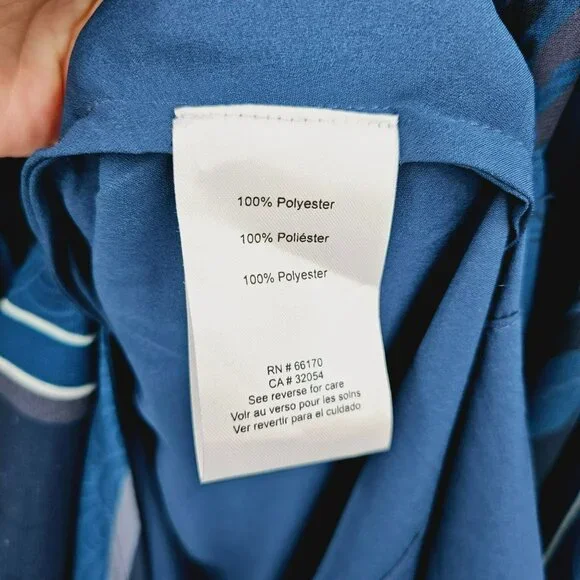 100% Polyester
100% Poliéster
100% Polyester
RN # 66170
CA # 32054
See reverse for care
Voir au verso pour les soins
Ver revertir para el cuidado